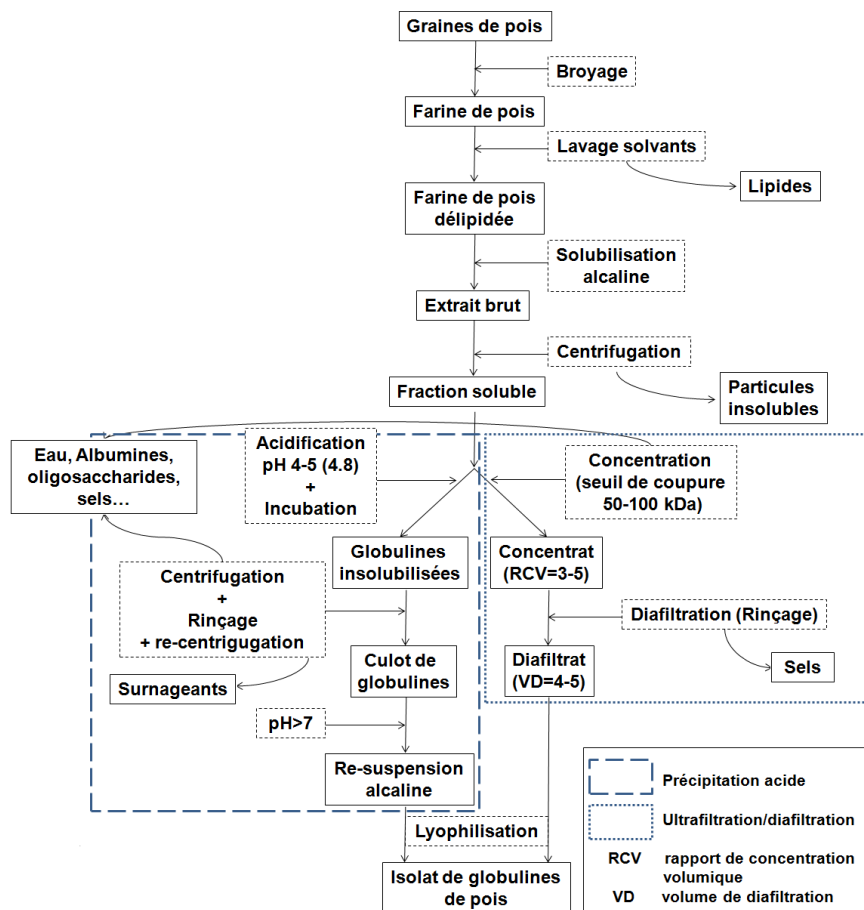 Graines de pois
Broyage
Farine de pois
Lavage solvants
Lipides
Farine de pois
délipidée
Solubilisation
alcaline
Extrait brut
Centrifugation
Fraction soluble
Particules
insolubles
Eau, Albumines,
oligosaccharides,
sels…
Acidification
pH 4-5 (4.8)
+
Incubation
Concentration
(seuil de coupure
50-100 kDa)
Globulines
insolubilisées
Concentrat
(RCV=3-5)
Centrifugation
+
Rinçage
+ re-centrigugation
Diafiltration (Rinçage)
Culot de
globulines
Diafiltrat
(VD=4-5)
Sels
Surnageants
pH>7
Re-suspension
alcaline
Lyophilisation
Isolat de globulines
de pois
Précipitation acide
Ultrafiltration/diafiltration
RCV rapport de concentration
volumique
VD volume de diafiltration